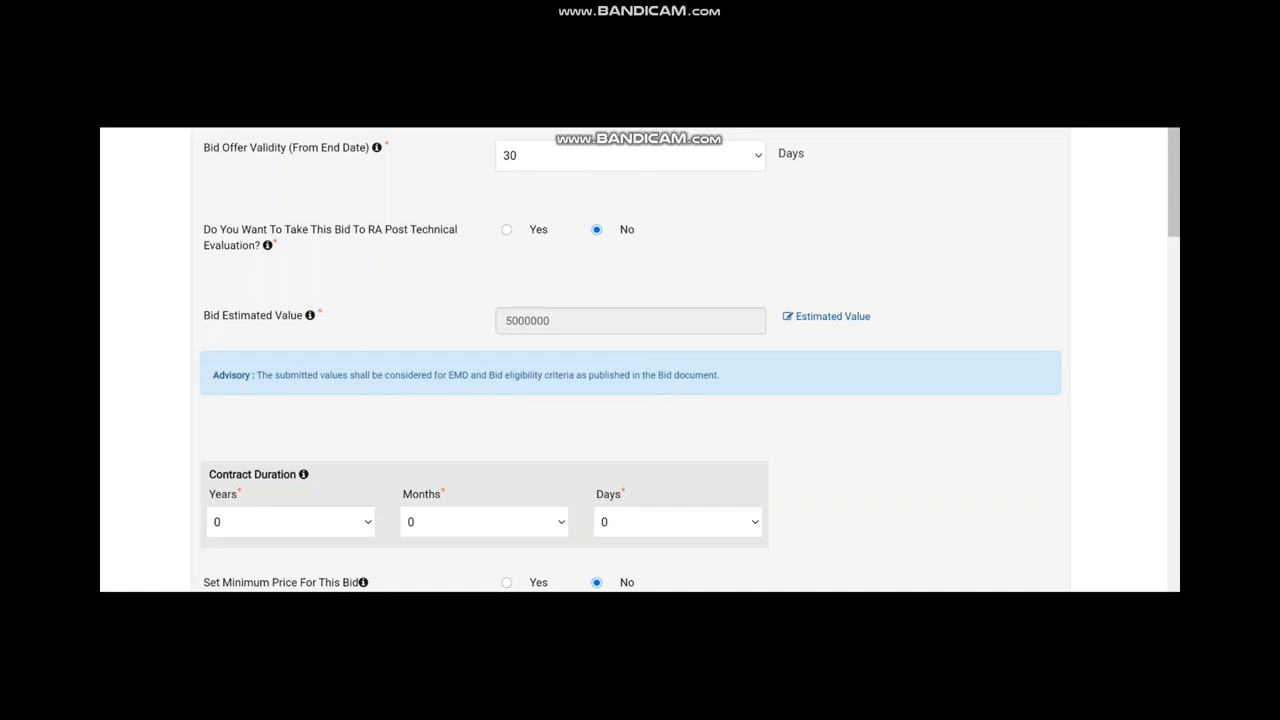 www.BANDICAM.com
www.BANDICAM.com
Bid Offer Validity (From End Date) *
30
Days
Do You Want To Take This Bid To RA Post Technical
Evaluation? *
Yes
No
Bid Estimated Value *
5000000
Estimated Value
Advisory : The submitted values shall be considered for EMD and Bid eligibility criteria as published in the Bid document.
Contract Duration
Years* Months* Days*
0 0 0
Set Minimum Price For This Bid
Yes
No